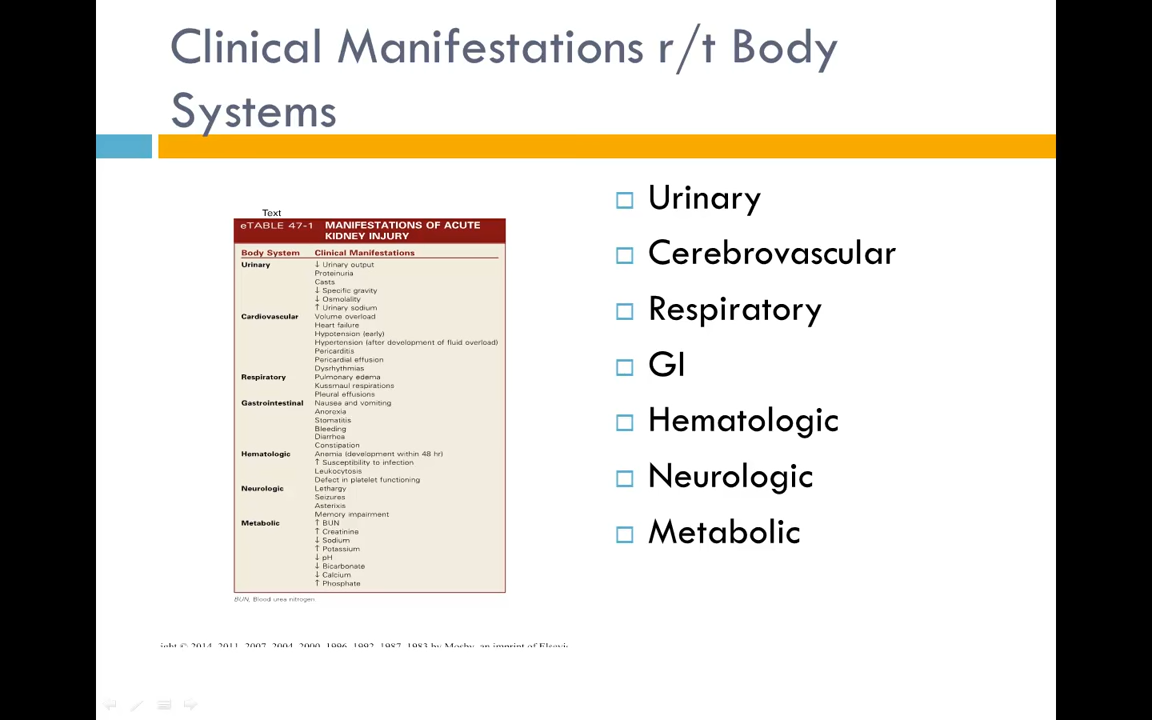 Clinical Manifestations r/t Body
Systems
Text
eTABLE 47-1 MANIFESTATIONS OF ACUTE
KIDNEY INJURY
Body System Clinical Manifestations
Urinary ↓ Urinary output
Proteinuria
Casts
↓ Specific gravity
↓ Osmolality
↑ Urinary sodium
Cardiovascular Volume overload
Heart failure
Hypotension (early)
Hypertension (after development of fluid overload)
Pericarditis
Pericardial effusion
Dysrhythmias
Respiratory Pulmonary edema
Kussmaul respirations
Pleural effusions
Gastrointestinal Nausea and vomiting
Anorexia
Stomatitis
Bleeding
Diarrhea
Constipation
Hematologic Anemia (development within 48 hr)
↑ Susceptibility to infection
Leukocytosis
Defect in platelet functioning
Neurologic Lethargy
Seizures
Asterixis
Memory impairment
Metabolic ↑ BUN
↑ Creatinine
↓ Sodium
↑ Potassium
↓ pH
↓ Bicarbonate
↓ Calcium
↑ Phosphate
BUN, Blood urea nitrogen
ight © 2014, 2011, 2007, 2004, 2000, 1996, 1992, 1987, 1983 by Mosby, an imprint of Elsevi
Urinary
Cerebrovascular
Respiratory
GI
Hematologic
Neurologic
Metabolic